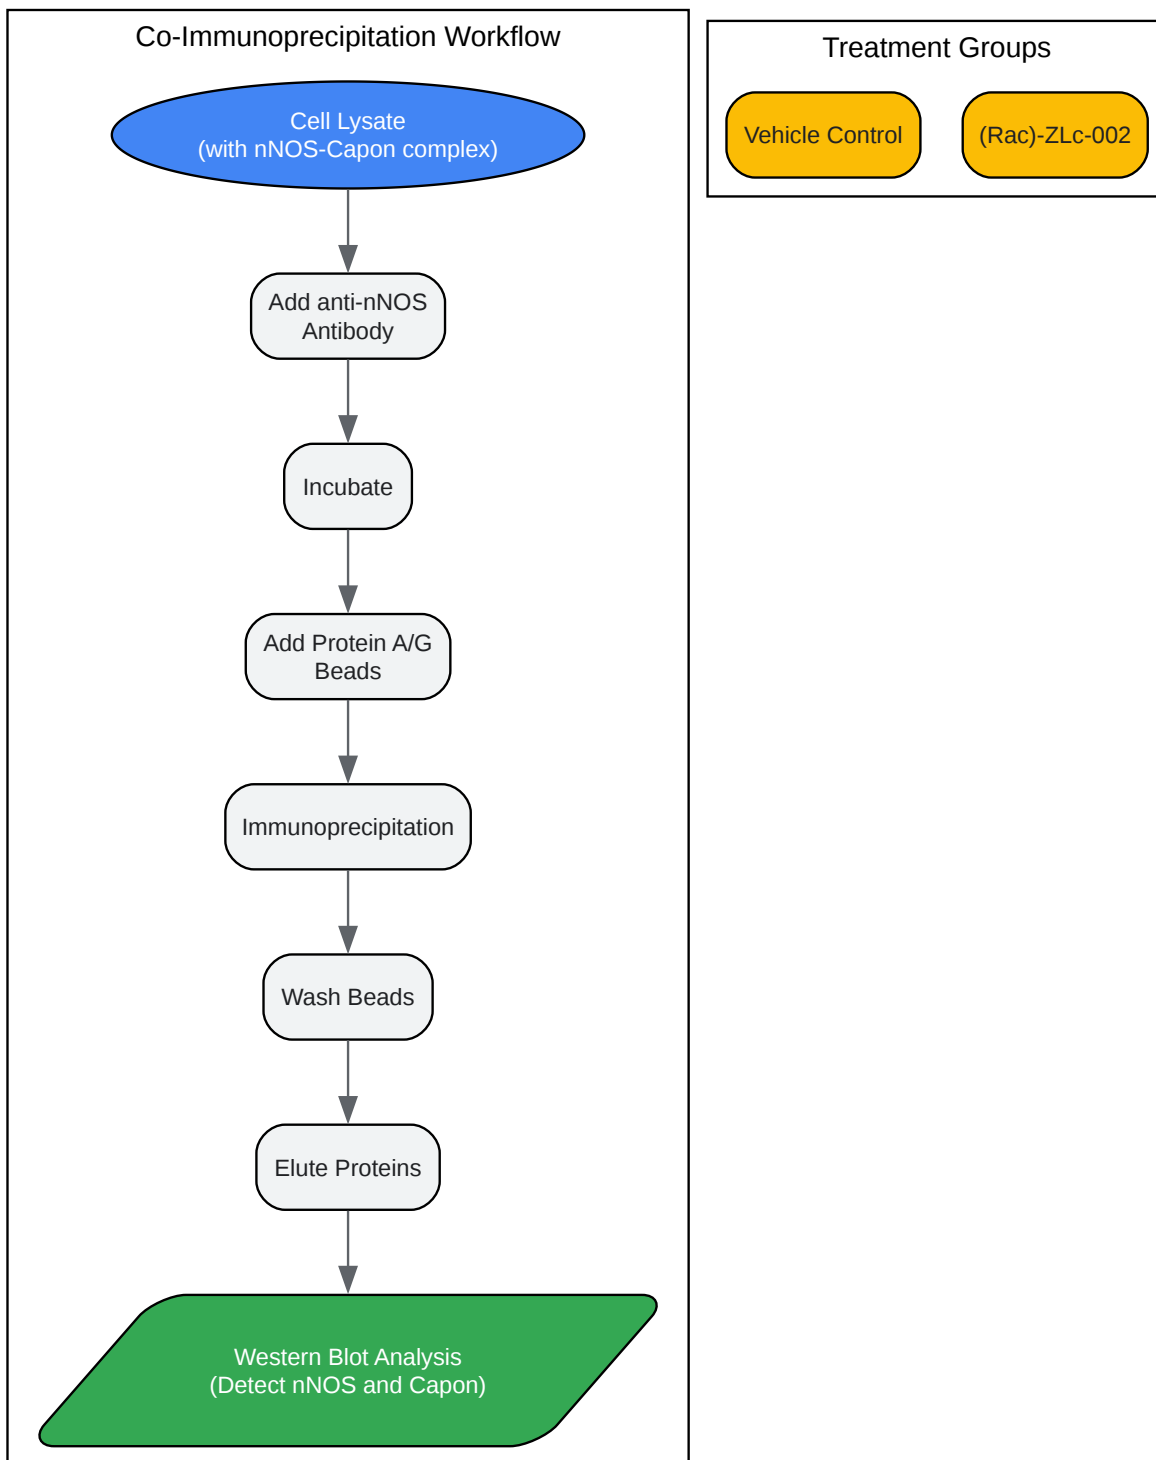 Co-Immunoprecipitation Workflow
Cell Lysate
(with nNOS-Capon complex)
Add anti-nNOS
Antibody
Incubate
Add Protein A/G
Beads
Immunoprecipitation
Wash Beads
Elute Proteins
Western Blot Analysis
(Detect nNOS and Capon)
Treatment Groups
Vehicle Control
(Rac)-ZLc-002